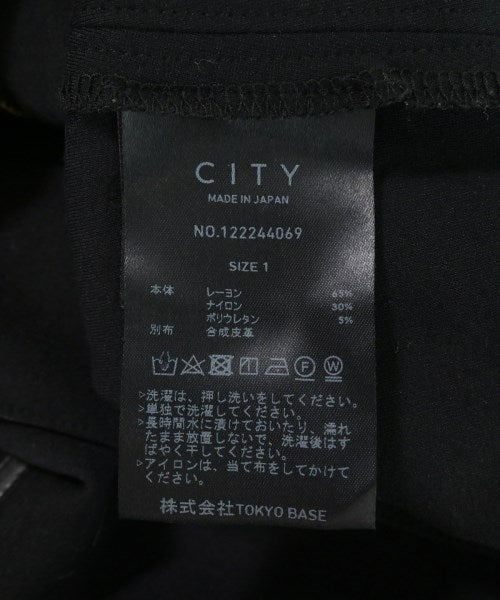 CITY
MADE IN JAPAN
NO.122244069
SIZE 1
本体 レーヨン 65%
ナイロン 30%
ポリウレタン 5%
別布 合成皮革
F W
▷洗濯は、押し洗いをしてください。
▷単独で洗濯してください。
▷長時間水に漬けておいたり、濡れ
たまま放置しないで、洗濯後はす
ばやく干してください。
▷アイロンは、当て布をしてかけて
ください。
株式会社TOKYO BASE